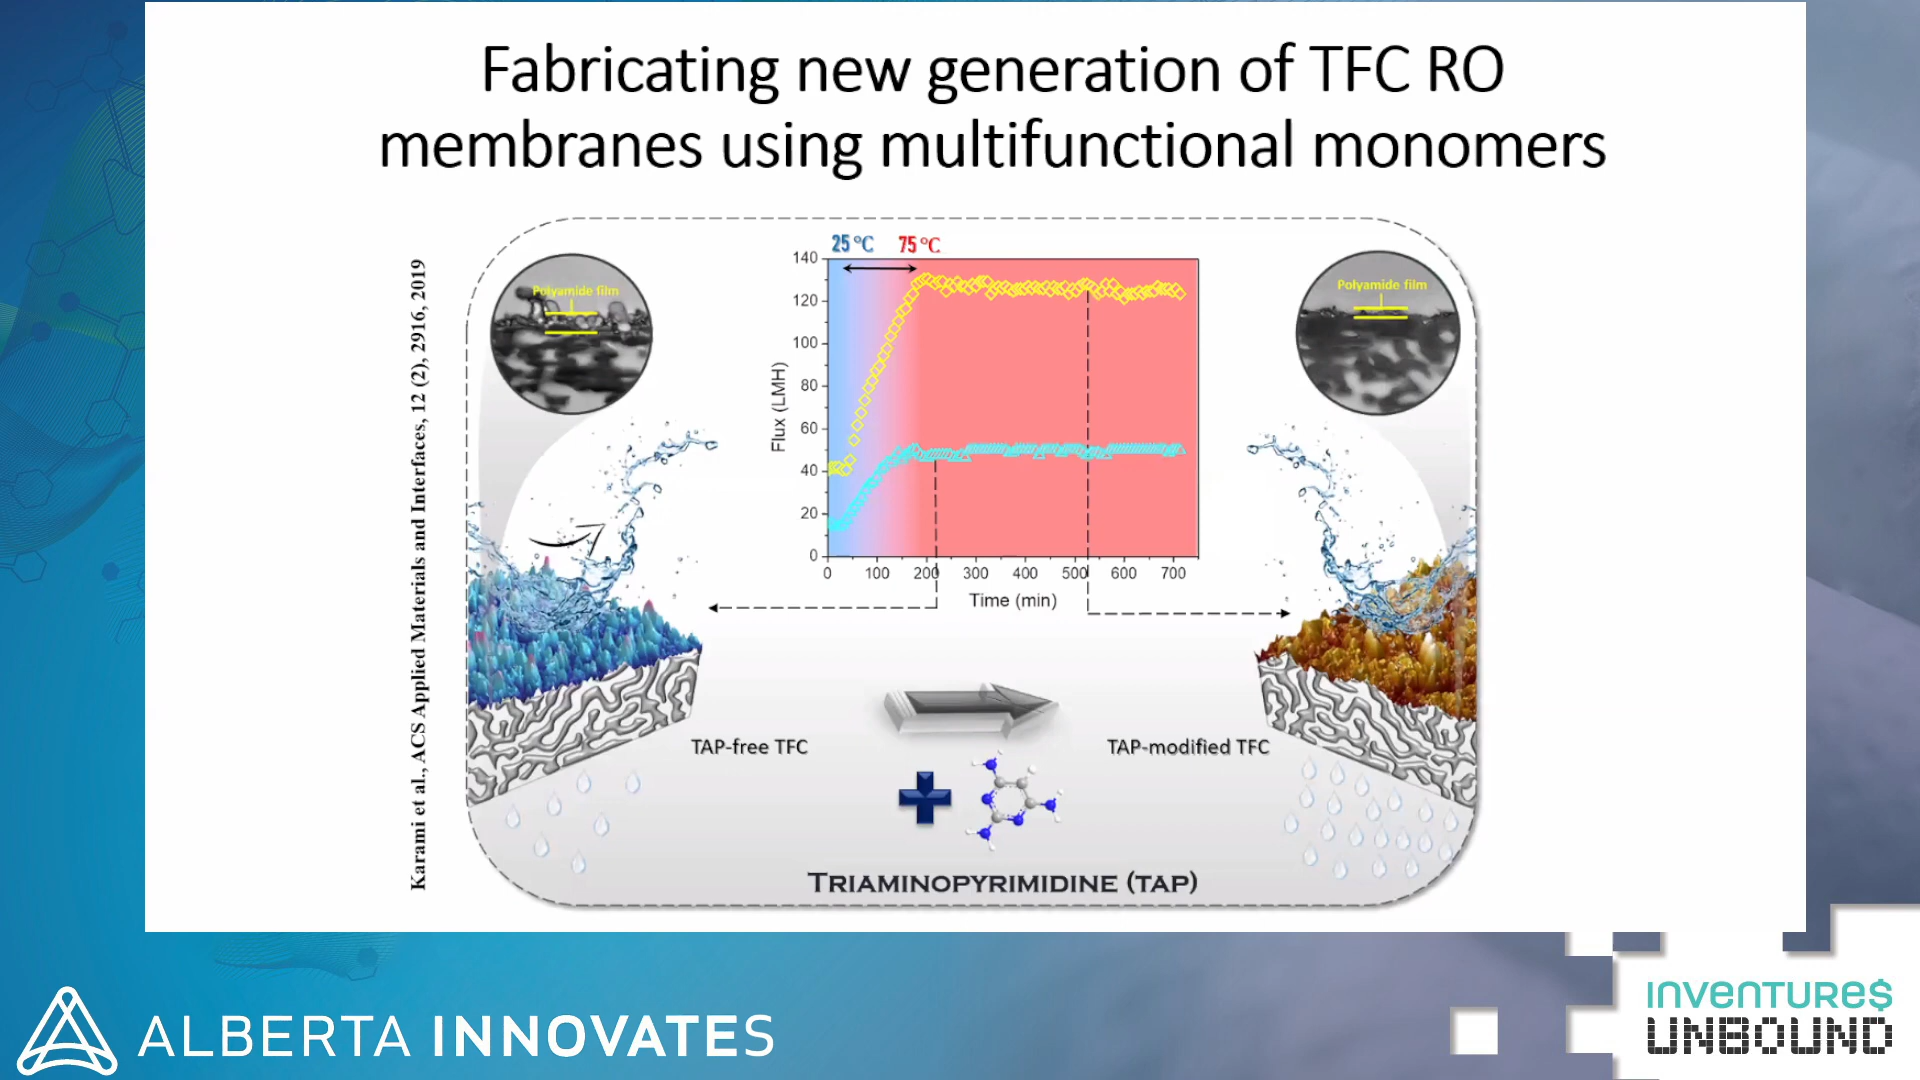 Fabricating new generation of TFC RO
membranes using multifunctional monomers
Karami et al., ACS Applied Materials and Interfaces, 12 (2), 2916, 2019
Polyamide film
25 °C
75 °C
140
120
100
80
60
40
20
0
Flux (LMH)
0 100 200 300 400 500 600 700
Time (min)
Polyamide film
TAP-free TFC
TAP-modified TFC
TRIAMINOPYRIMIDINE (TAP)
ALBERTA INNOVATES
INVENTURE$
UNBOUND